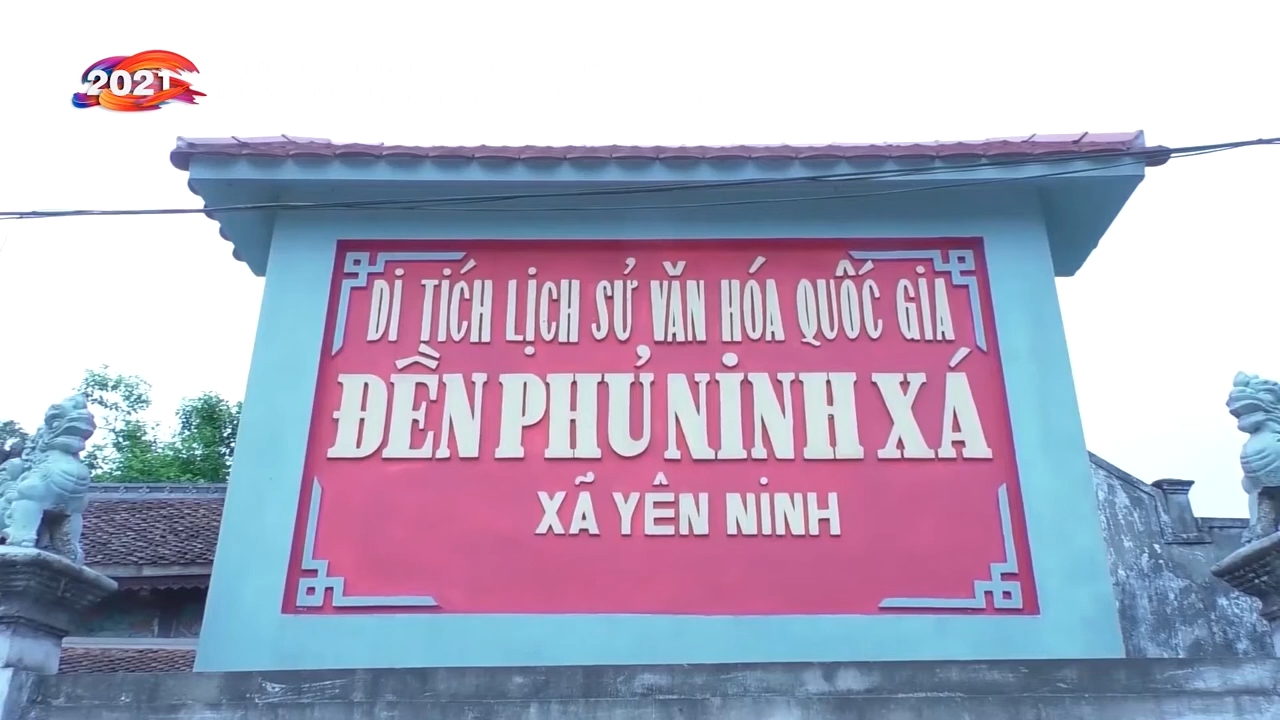 2021
Di TíCH LịCH SỬ VĂN HÓA QUỐC GiA
ĐỀN PHỦ NiNH XÁ
XÃ YÊN NiNH